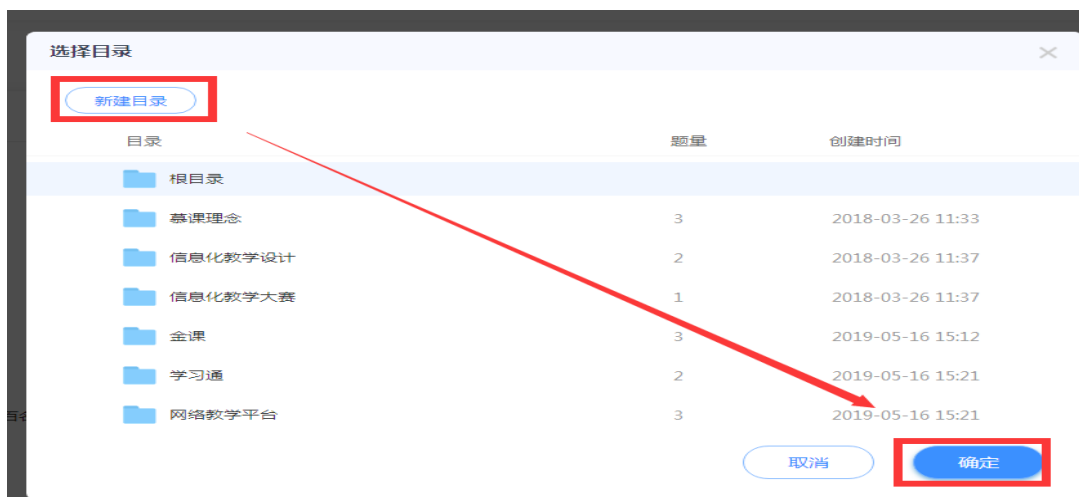 选择目录
新建目录
目录 题量 创建时间
根目录
慕课理念 3 2018-03-26 11:33
信息化教学设计 2 2018-03-26 11:37
信息化教学大赛 1 2018-03-26 11:37
金课 3 2019-05-16 15:12
学习通 2 2019-05-16 15:21
网络教学平台 3 2019-05-16 15:21
取消 确定